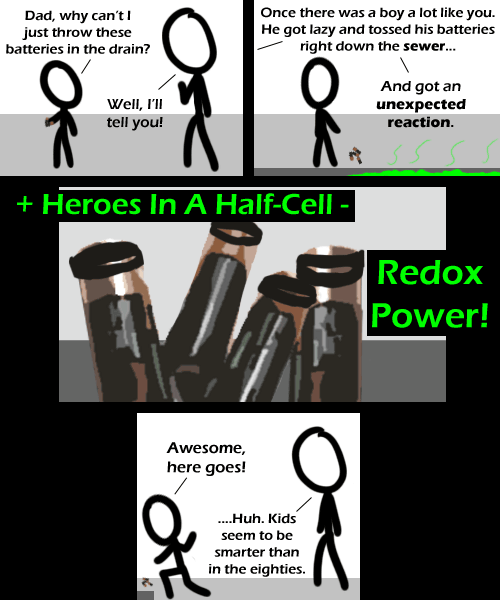 Dad, why can't I
just throw these
batteries in the drain?
Well, I'll
tell you!
Once there was a boy a lot like you.
He got lazy and tossed his batteries
right down the sewer...
And got an
unexpected
reaction.
+ Heroes In A Half-Cell -
Redox
Power!
Awesome,
here goes!
....Huh. Kids
seem to be
smarter than
in the eighties.